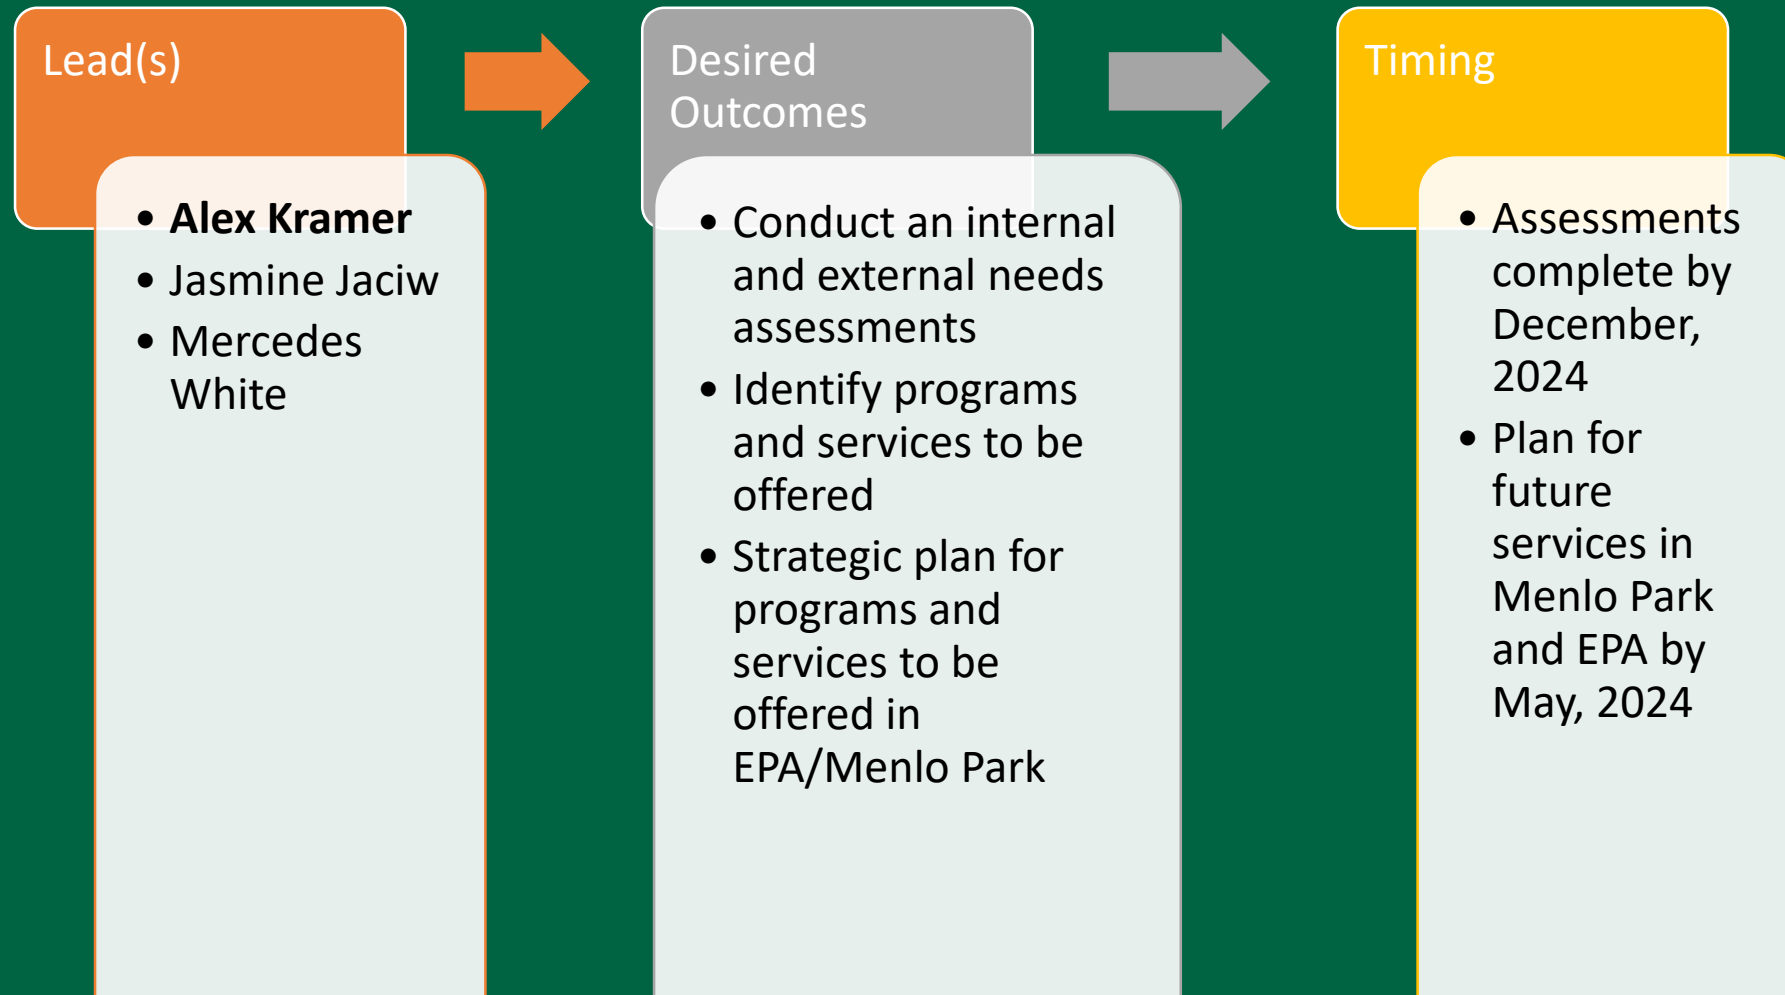 Lead(s)
• Alex Kramer
• Jasmine Jaciw
• Mercedes
White
Desired
Outcomes
• Conduct an internal
and external needs
assessments
• Identify programs
and services to be
offered
• Strategic plan for
programs and
services to be
offered in
EPA/Menlo Park
Timing
• Assessments
complete by
December,
2024
• Plan for
future
services in
Menlo Park
and EPA by
May, 2024